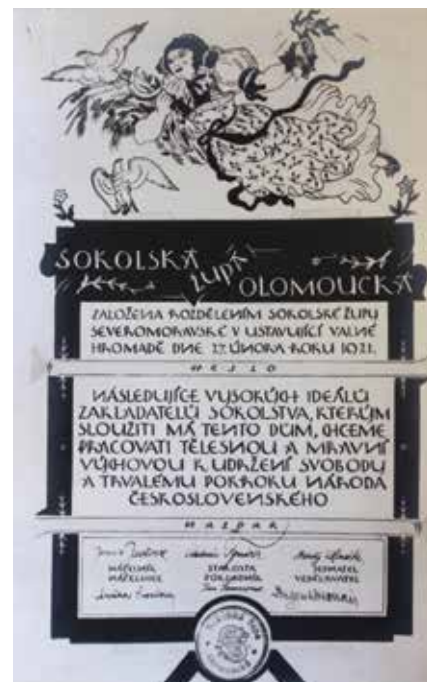 SOKOLSKÁ
ŽUPA
OLOMOUCKÁ
ZALOŽENA ROZDĚLENÍM SOKOLSKÉ ŽUPY
SEVEROMORAVSKÉ V USTAVUJÍCÍ VALNÉ
HROMADĚ DNE 27. ÚNORA ROKU 1921.
HESLO
NÁSLEDUJÍCE VYSOKÝCH IDEÁLŮ
ZAKLADATELŮ SOKOLSTVA, KTERÝM
SLOUŽITI MÁ TENTO DŮM, CHCEME
PRACOVATI TĚLESNOU A MRAVNÍ
VÝCHOVOU K UDRŽENÍ SVOBODY
A TRVALÉMU POKROKU NÁRODA
ČESKOSLOVENSKÉHO
NAZDAR
NÁČELNÍK STAROSTA JEDNATEL
NÁČELNICE POKLADNÍK VZDĚLAVATEL